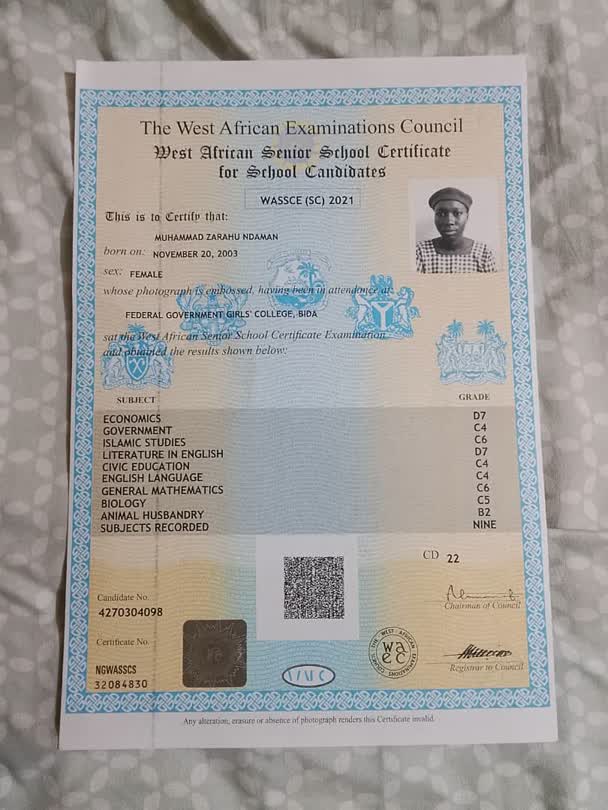 The West African Examinations Council
West African Senior School Certificate
for School Candidates
WASSCE (SC) 2021
This is to Certify that:
MUHAMMAD ZARAHU NDAMAN
born on: NOVEMBER 20, 2003
sex: FEMALE
whose photograph is embossed, having been in attendance at:
FEDERAL GOVERNMENT GIRLS' COLLEGE, BIDA
sat the West African Senior School Certificate Examination
and obtained the results shown below:
SUBJECT GRADE
ECONOMICS D7
GOVERNMENT C4
ISLAMIC STUDIES C6
LITERATURE IN ENGLISH D7
CIVIC EDUCATION C4
ENGLISH LANGUAGE C4
GENERAL MATHEMATICS C6
BIOLOGY C5
ANIMAL HUSBANDRY B2
SUBJECTS RECORDED NINE
CD 22
Candidate No.
4270304098
Chairman of Council
Certificate No.
NGWASSCS
32084830
THE WEST AFRICAN EXAMINATIONS COUNCIL
waec
Registrar to Council
Any alteration, erasure or absence of photograph renders this Certificate invalid.